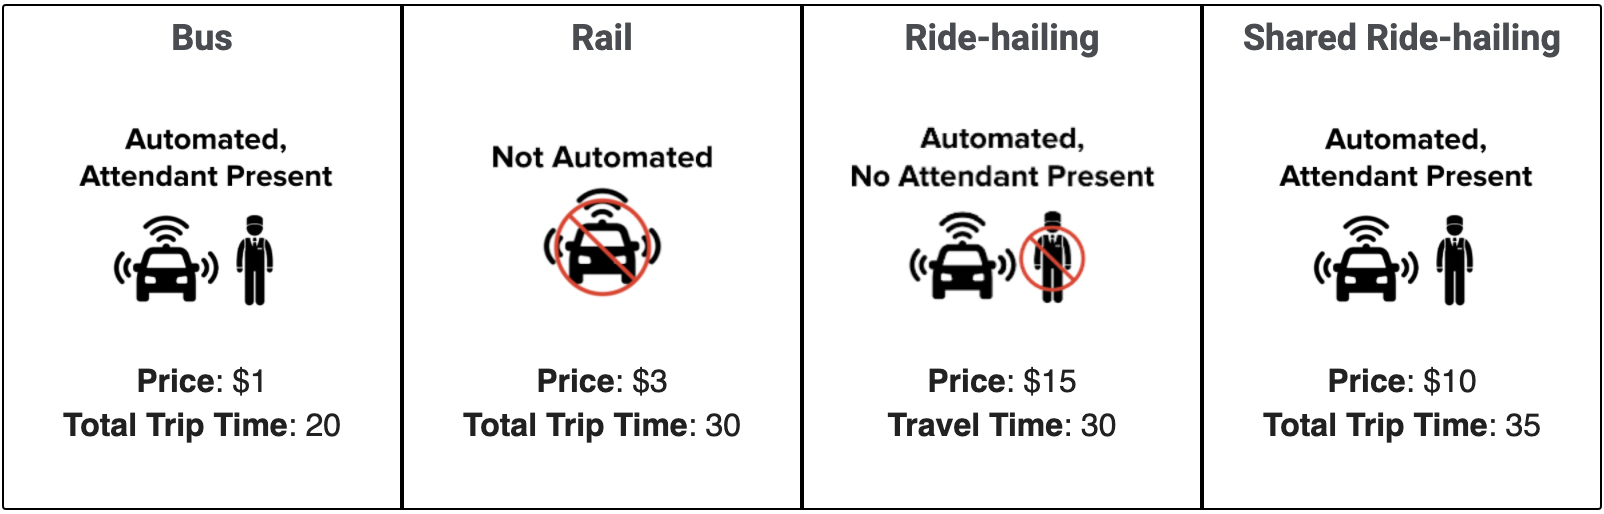 Bus
Automated,
Attendant Present
Price: $1
Total Trip Time: 20
Rail
Not Automated
Price: $3
Total Trip Time: 30
Ride-hailing
Automated,
No Attendant Present
Price: $15
Travel Time: 30
Shared Ride-hailing
Automated,
Attendant Present
Price: $10
Total Trip Time: 35